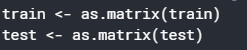 train <- as.matrix(train)
test <- as.matrix(test)